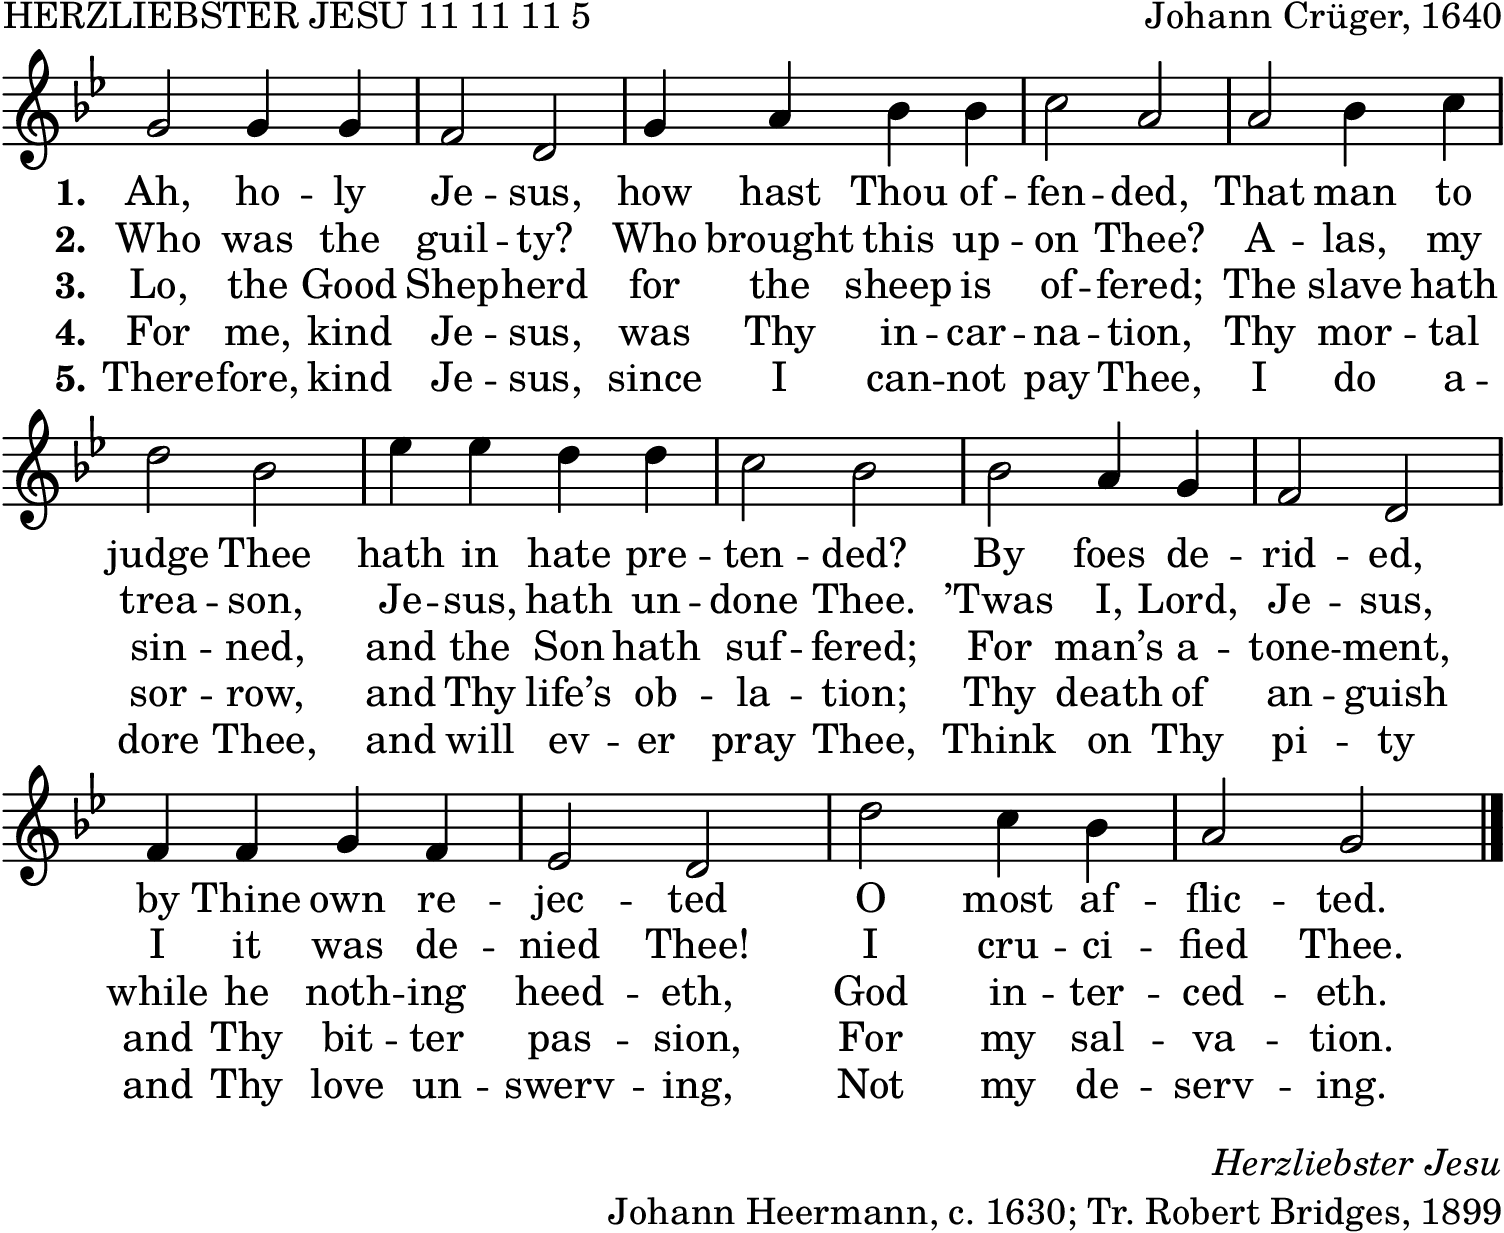 HERZLIEBSTER JESU 11 11 11 5
Johann Crüger, 1640
1. Ah, ho - ly Je - sus, how hast Thou of - fen - ded, That man to
2. Who was the guil - ty? Who brought this up - on Thee? A - las, my
3. Lo, the Good Shepherd for the sheep is of - fered; The slave hath
4. For me, kind Je - sus, was Thy in - car - na - tion, Thy mor - tal
5. Therefore, kind Je - sus, since I can - not pay Thee, I do a -
judge Thee hath in hate pre - ten - ded? By foes de - rid - ed,
trea - son, Je - sus, hath un - done Thee. ’Twas I, Lord, Je - sus,
sin - ned, and the Son hath suf - fered; For man’s a - tone - ment,
sor - row, and Thy life’s ob - la - tion; Thy death of an - guish
dore Thee, and will ev - er pray Thee, Think on Thy pi - ty
by Thine own re - jec - ted O most af - flic - ted.
I it was de - nied Thee! I cru - ci - fied Thee.
while he noth - ing heed - eth, God in - ter - ced - eth.
and Thy bit - ter pas - sion, For my sal - va - tion.
and Thy love un - swerv - ing, Not my de - serv - ing.
Herzliebster Jesu
Johann Heermann, c. 1630; Tr. Robert Bridges, 1899